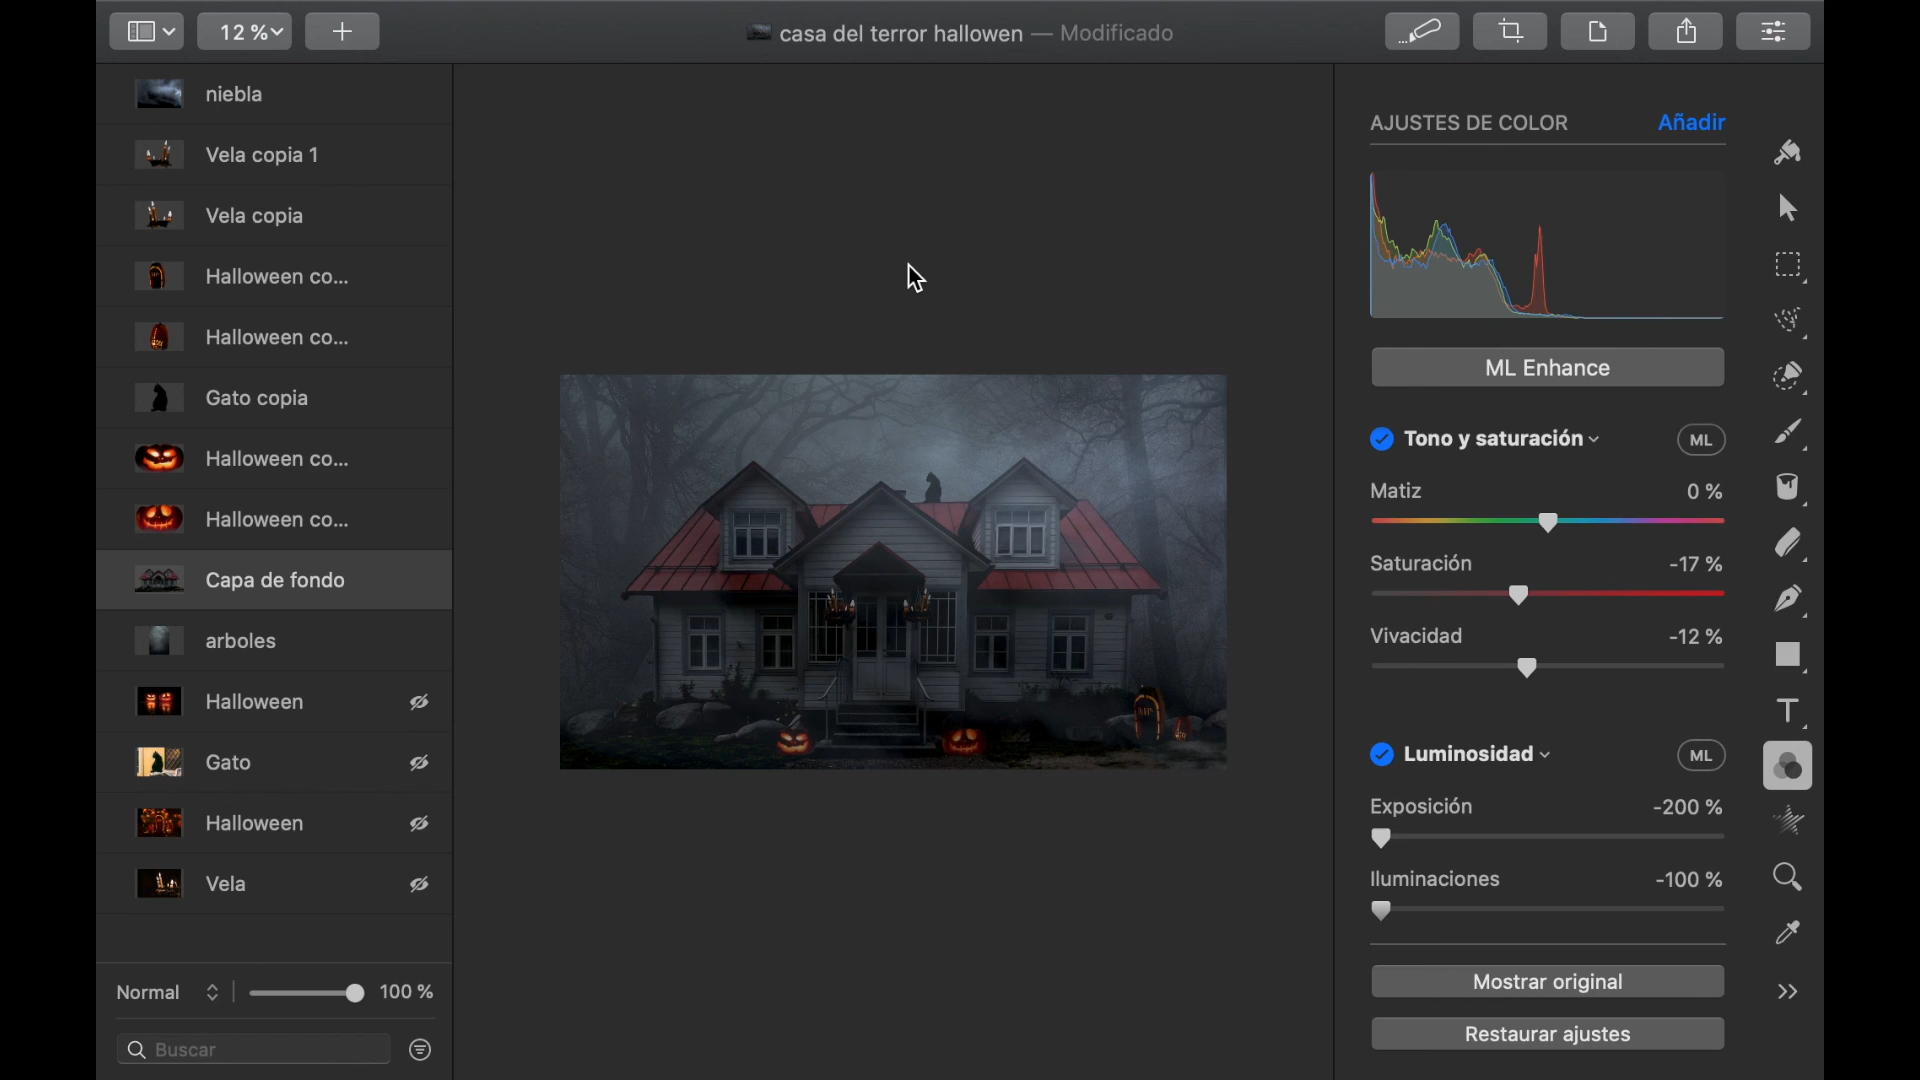 12 %
casa del terror hallowen — Modificado
niebla
Vela copia 1
Vela copia
Halloween co...
Halloween co...
Gato copia
Halloween co...
Halloween co...
Capa de fondo
arboles
Halloween
Gato
Halloween
Vela
Normal
100 %
Buscar
AJUSTES DE COLOR
Añadir
ML Enhance
Tono y saturación
ML
Matiz
0 %
Saturación
-17 %
Vivacidad
-12 %
Luminosidad
ML
Exposición
-200 %
Iluminaciones
-100 %
Mostrar original
Restaurar ajustes
T